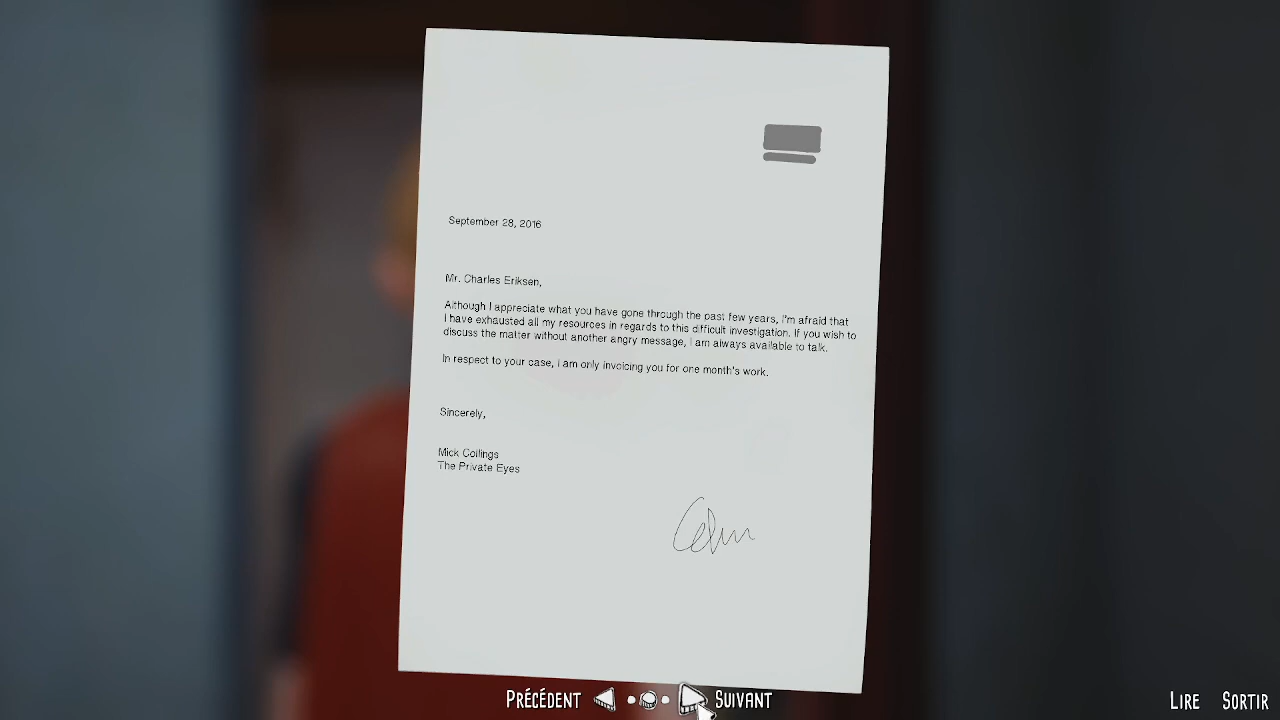 September 28, 2016
Mr. Charles Eriksen,
Although I appreciate what you have gone through the past few years, I'm afraid that
I have exhausted all my resources in regards to this difficult investigation. If you wish to
discuss the matter without another angry message, I am always available to talk.
In respect to your case, I am only invoicing you for one month's work.
Sincerely,
Mick Collings
The Private Eyes
PRÉCÉDENT
SUIVANT
LIRE
SORTIR